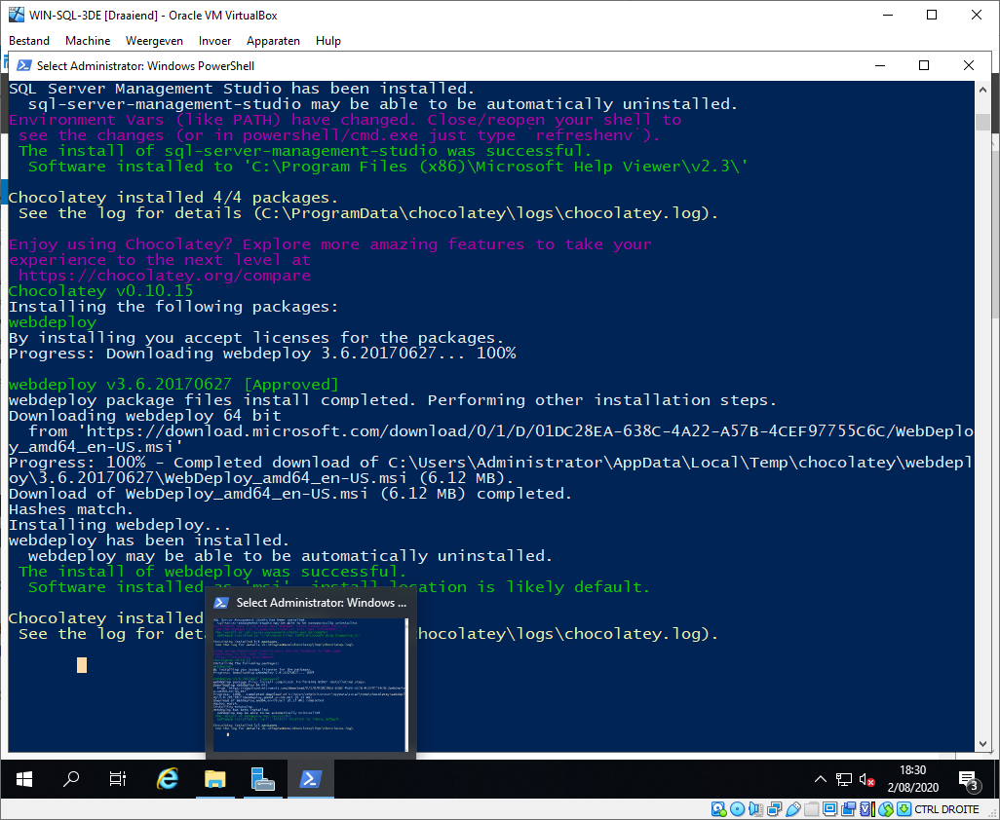 WIN-SQL-3DE [Draaiend] - Oracle VM VirtualBox
Bestand Machine Weergeven Invoer Apparaten Hulp
Select Administrator: Windows PowerShell
SQL Server Management Studio has been installed.
  sql-server-management-studio may be able to be automatically uninstalled.
Environment Vars (like PATH) have changed. Close/reopen your shell to
 see the changes (or in powershell/cmd.exe just type `refreshenv`).
 The install of sql-server-management-studio was successful.
  Software installed to 'C:\Program Files (x86)\Microsoft Help Viewer\v2.3\'
Chocolatey installed 4/4 packages.
 See the log for details (C:\ProgramData\chocolatey\logs\chocolatey.log).
Enjoy using Chocolatey? Explore more amazing features to take your
experience to the next level at
 https://chocolatey.org/compare
Chocolatey v0.10.15
Installing the following packages:
webdeploy
By installing you accept licenses for the packages.
Progress: Downloading webdeploy 3.6.20170627... 100%
webdeploy v3.6.20170627 [Approved]
webdeploy package files install completed. Performing other installation steps.
Downloading webdeploy 64 bit
  from 'https://download.microsoft.com/download/0/1/D/01DC28EA-638C-4A22-A57B-4CEF97755C6C/WebDeplo
y_amd64_en-US.msi'
Progress: 100% - Completed download of C:\Users\Administrator\AppData\Local\Temp\chocolatey\webdepl
oy\3.6.20170627\WebDeploy_amd64_en-US.msi (6.12 MB).
Download of WebDeploy_amd64_en-US.msi (6.12 MB) completed.
Hashes match.
Installing webdeploy...
webdeploy has been installed.
  webdeploy may be able to be automatically uninstalled.
 The install of webdeploy was successful.
  Software installed as 'msi', install location is likely default.
Select Administrator: Windows ...
Chocolatey installed
 See the log for deta chocolatey\logs\chocolatey.log).
18:30
2/08/2020
3
CTRL DROITE